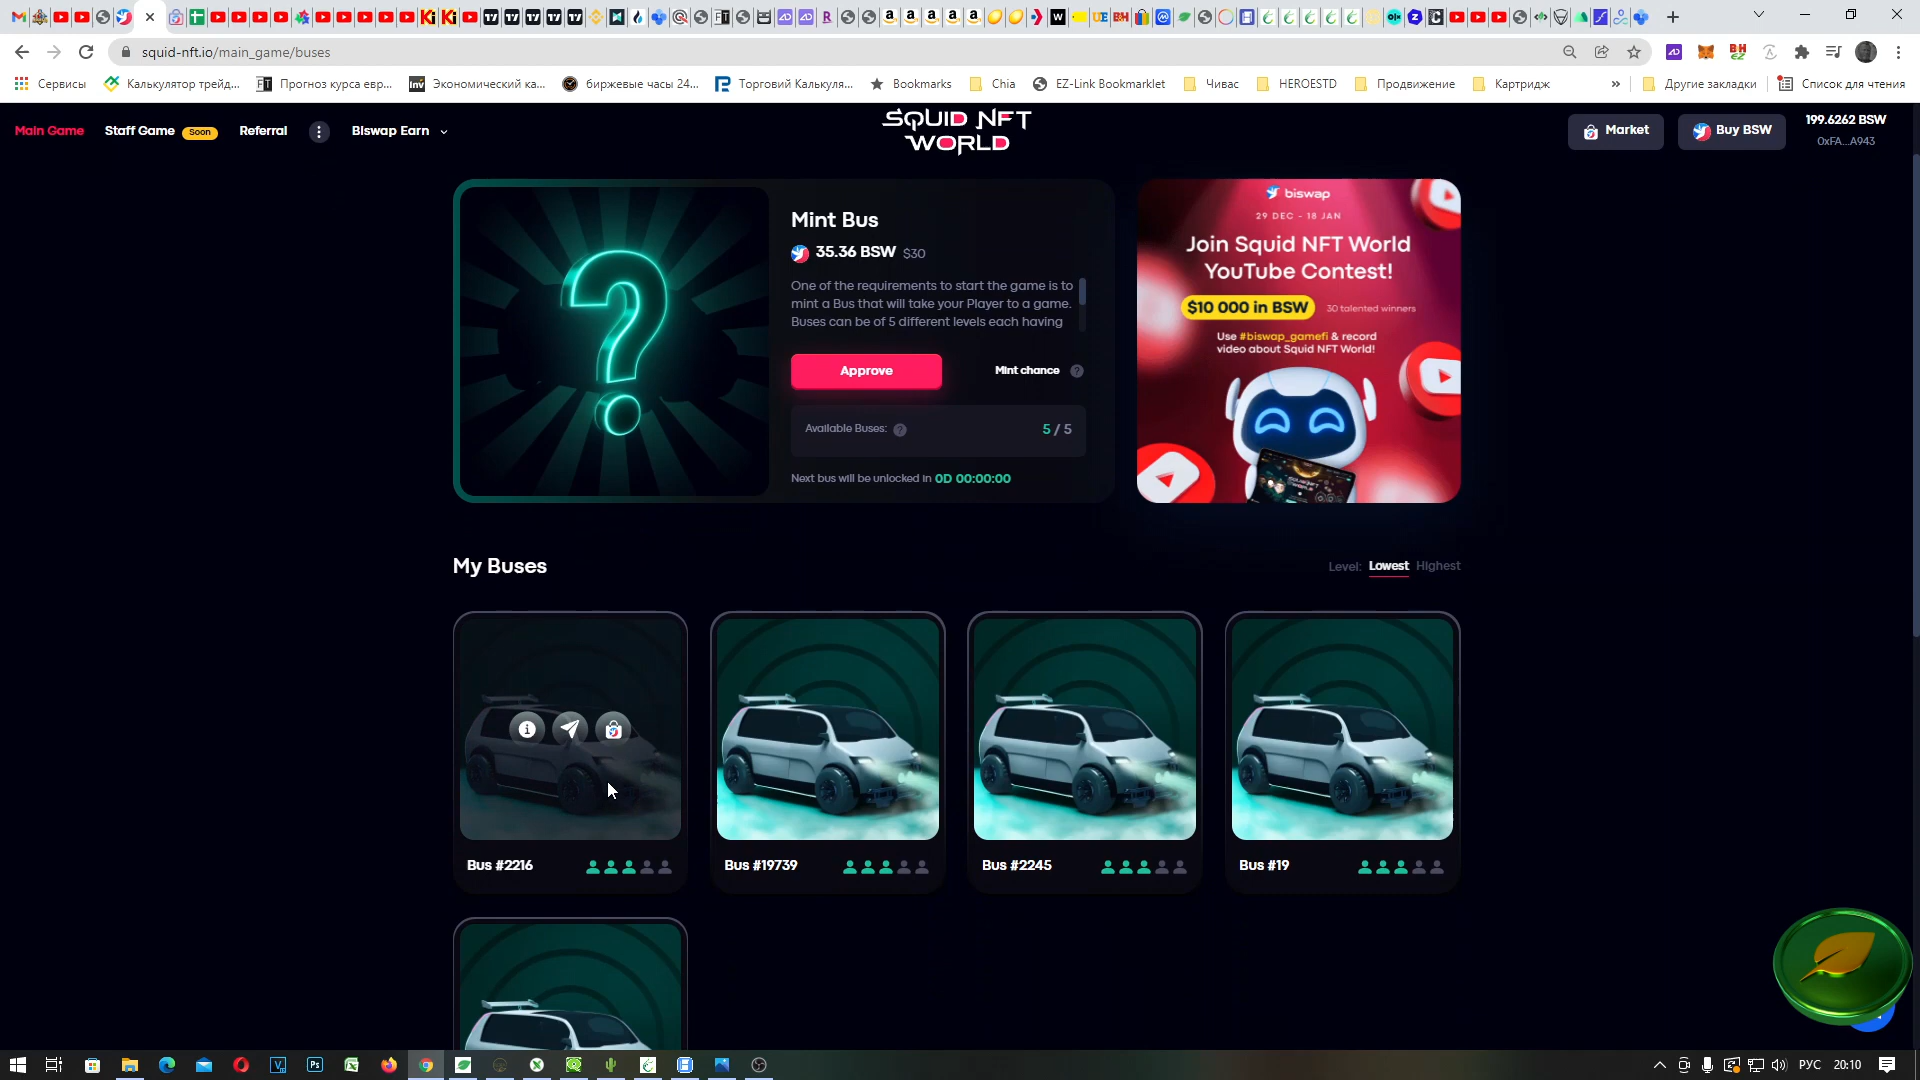 squid-nft.io/main_game/buses
Сервисы
Калькулятор трейд...
Прогноз курса евр...
Экономический ка...
биржевые часы 24...
Торговий Калькуля...
Bookmarks
Chia
EZ-Link Bookmarklet
Чивас
HEROESTD
Продвижение
Картридж
»
Другие закладки
Список для чтения
Main Game
Staff Game Soon
Referral
Biswap Earn
SQUID NFT
WORLD
Market
Buy BSW
199.6262 BSW
0xFA...A943
Mint Bus
35.36 BSW $30
One of the requirements to start the game is to
mint a Bus that will take your Player to a game.
Buses can be of 5 different levels each having
Approve
Mint chance ?
Available Buses: ? 5 / 5
Next bus will be unlocked in 0D 00:00:00
biswap
29 DEC - 18 JAN
Join Squid NFT World
YouTube Contest!
$10 000 in BSW 30 talented winners
Use #biswap_gamefi & record
video about Squid NFT World!
My Buses
Level: Lowest Highest
Bus #2216
Bus #19739
Bus #2245
Bus #19
РУС 20:10